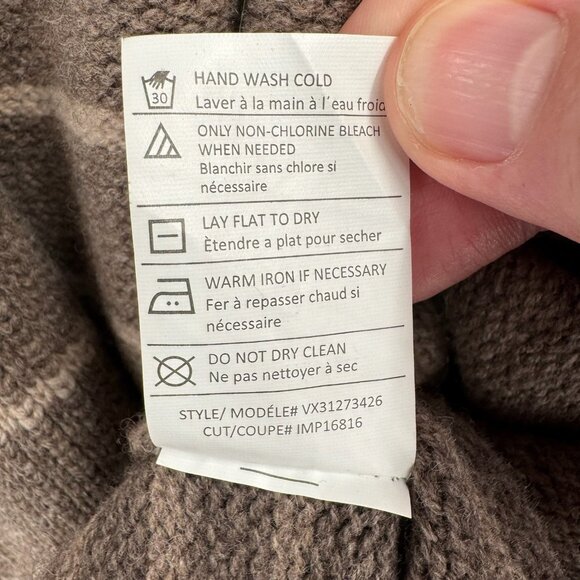 30
HAND WASH COLD
Laver à la main à l´eau froid
ONLY NON-CHLORINE BLEACH
WHEN NEEDED
Blanchir sans chlore si
nécessaire
LAY FLAT TO DRY
Ètendre a plat pour secher
WARM IRON IF NECESSARY
Fer à repasser chaud si
nécessaire
DO NOT DRY CLEAN
Ne pas nettoyer à sec
STYLE/ MODÉLE# VX31273426
CUT/COUPE# IMP16816